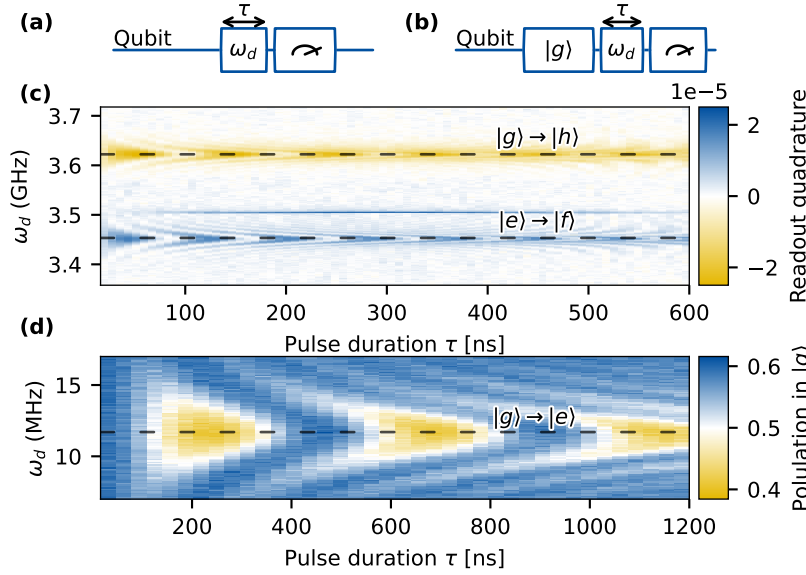 (a)
τ
Qubit
ω_d
(b)
τ
Qubit
|g⟩
ω_d
(c)
1e−5
3.7
3.6
3.5
3.4
ω_d (GHz)
|g⟩→|h⟩
|e⟩→|f⟩
100
200
300
400
500
600
Pulse duration τ [ns]
2
0
−2
Readout quadrature
(d)
15
10
ω_d (MHz)
|g⟩→|e⟩
200
400
600
800
1000
1200
Pulse duration τ [ns]
0.6
0.5
0.4
Polulation in |g⟩